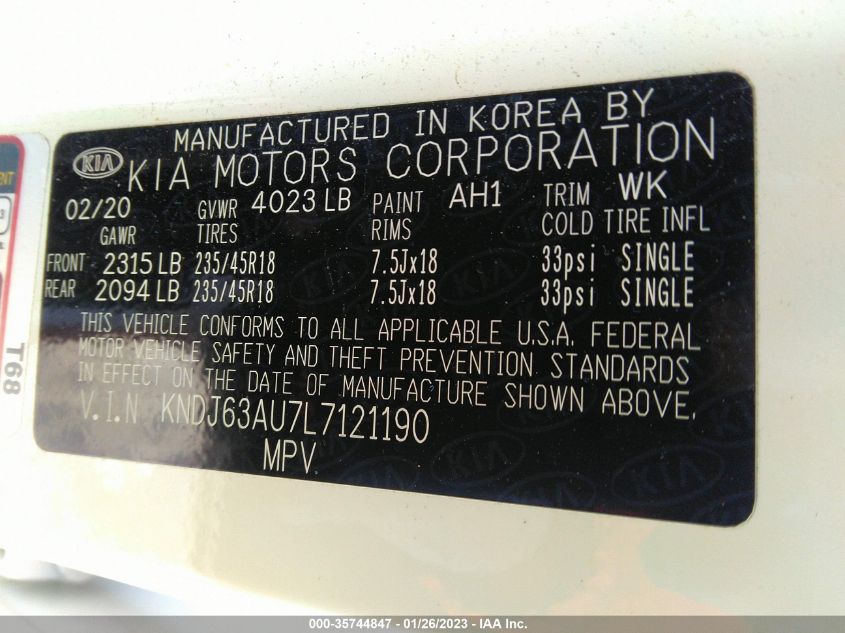 MANUFACTURED IN KOREA BY
KIA KIA MOTORS CORPORATION
02/20 GVWR 4023 LB PAINT AH1 TRIM WK
GAWR TIRES RIMS COLD TIRE INFL
FRONT 2315 LB 235/45R18 7.5Jx18 33psi SINGLE
REAR 2094 LB 235/45R18 7.5Jx18 33psi SINGLE
THIS VEHICLE CONFORMS TO ALL APPLICABLE U.S.A. FEDERAL
MOTOR VEHICLE SAFETY AND THEFT PREVENTION STANDARDS
IN EFFECT ON THE DATE OF MANUFACTURE SHOWN ABOVE.
V.I.N KNDJ63AU7L7121190
MPV
T68
000-35744847 - 01/26/2023 - © IAA Inc.